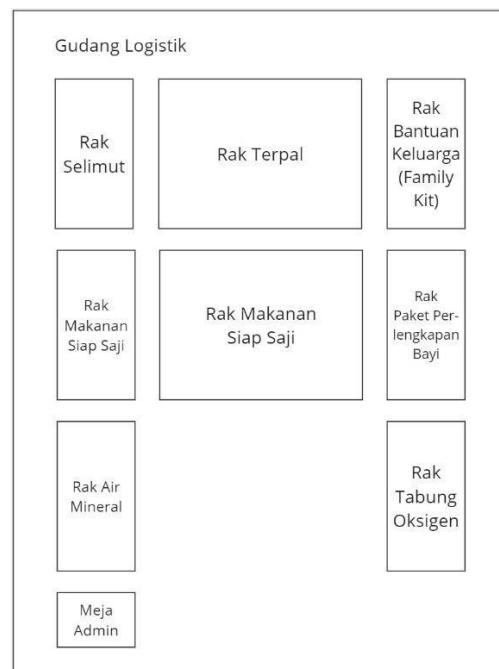 Gudang Logistik
Rak
Selimut
Rak Terpal
Rak
Bantuan
Keluarga
(Family
Kit)
Rak
Makanan
Siap Saji
Rak Makanan
Siap Saji
Rak
Paket Per-
lengkapan
Bayi
Rak Air
Mineral
Rak
Tabung
Oksigen
Meja
Admin